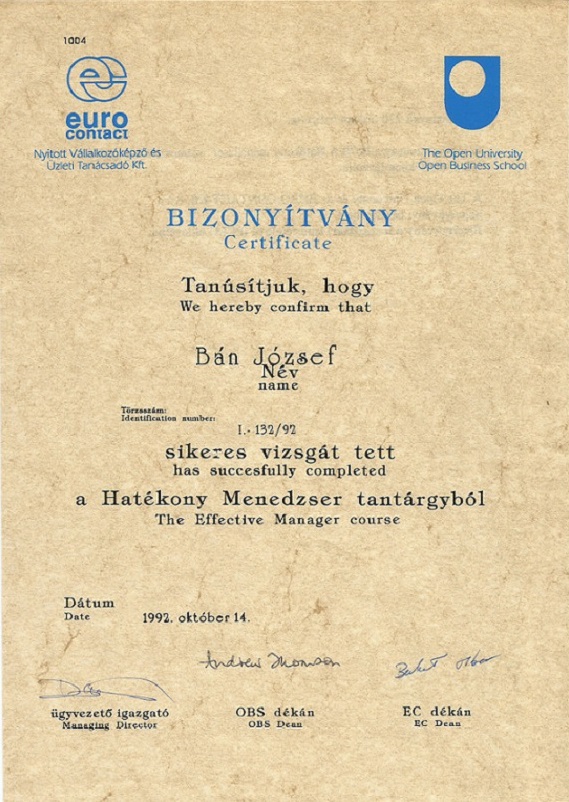 1004
euro
contact
Nyitott Vállalkozóképző és
Üzleti Tanácsadó Kft.
The Open University
Open Business School
BIZONYÍTVÁNY
Certificate
Tanúsítjuk, hogy
We hereby confirm that
Bán József
Név
name
Törzsszám:
Identification number:
I.- 132/92
sikeres vizsgát tett
has succesfully completed
a Hatékony Menedzser tantárgyból
The Effective Manager course
Dátum
Date
1992. október 14.
Andrew Thomson
ügyvezető igazgató
Managing Director
OBS dékán
OBS Dean
EC dékán
EC Dean